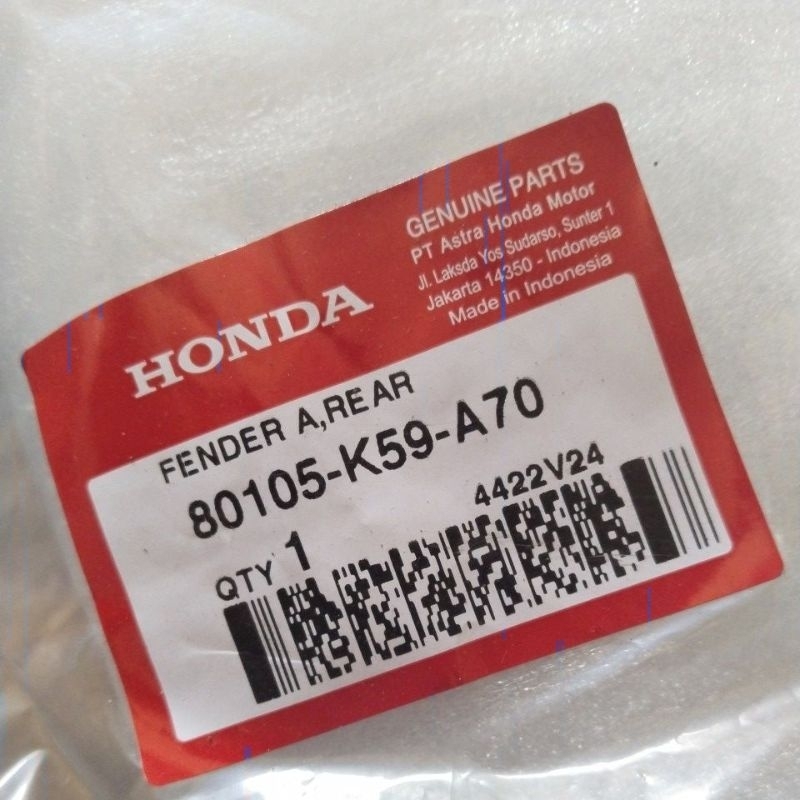 GENUINE PARTS
PT Astra Honda Motor
Jl. Laksda Yos Sudarso, Sunter 1
Jakarta 14350 - Indonesia
Made in Indonesia
HONDA
FENDER A,REAR
80105-K59-A70
4422V24
QTY 1